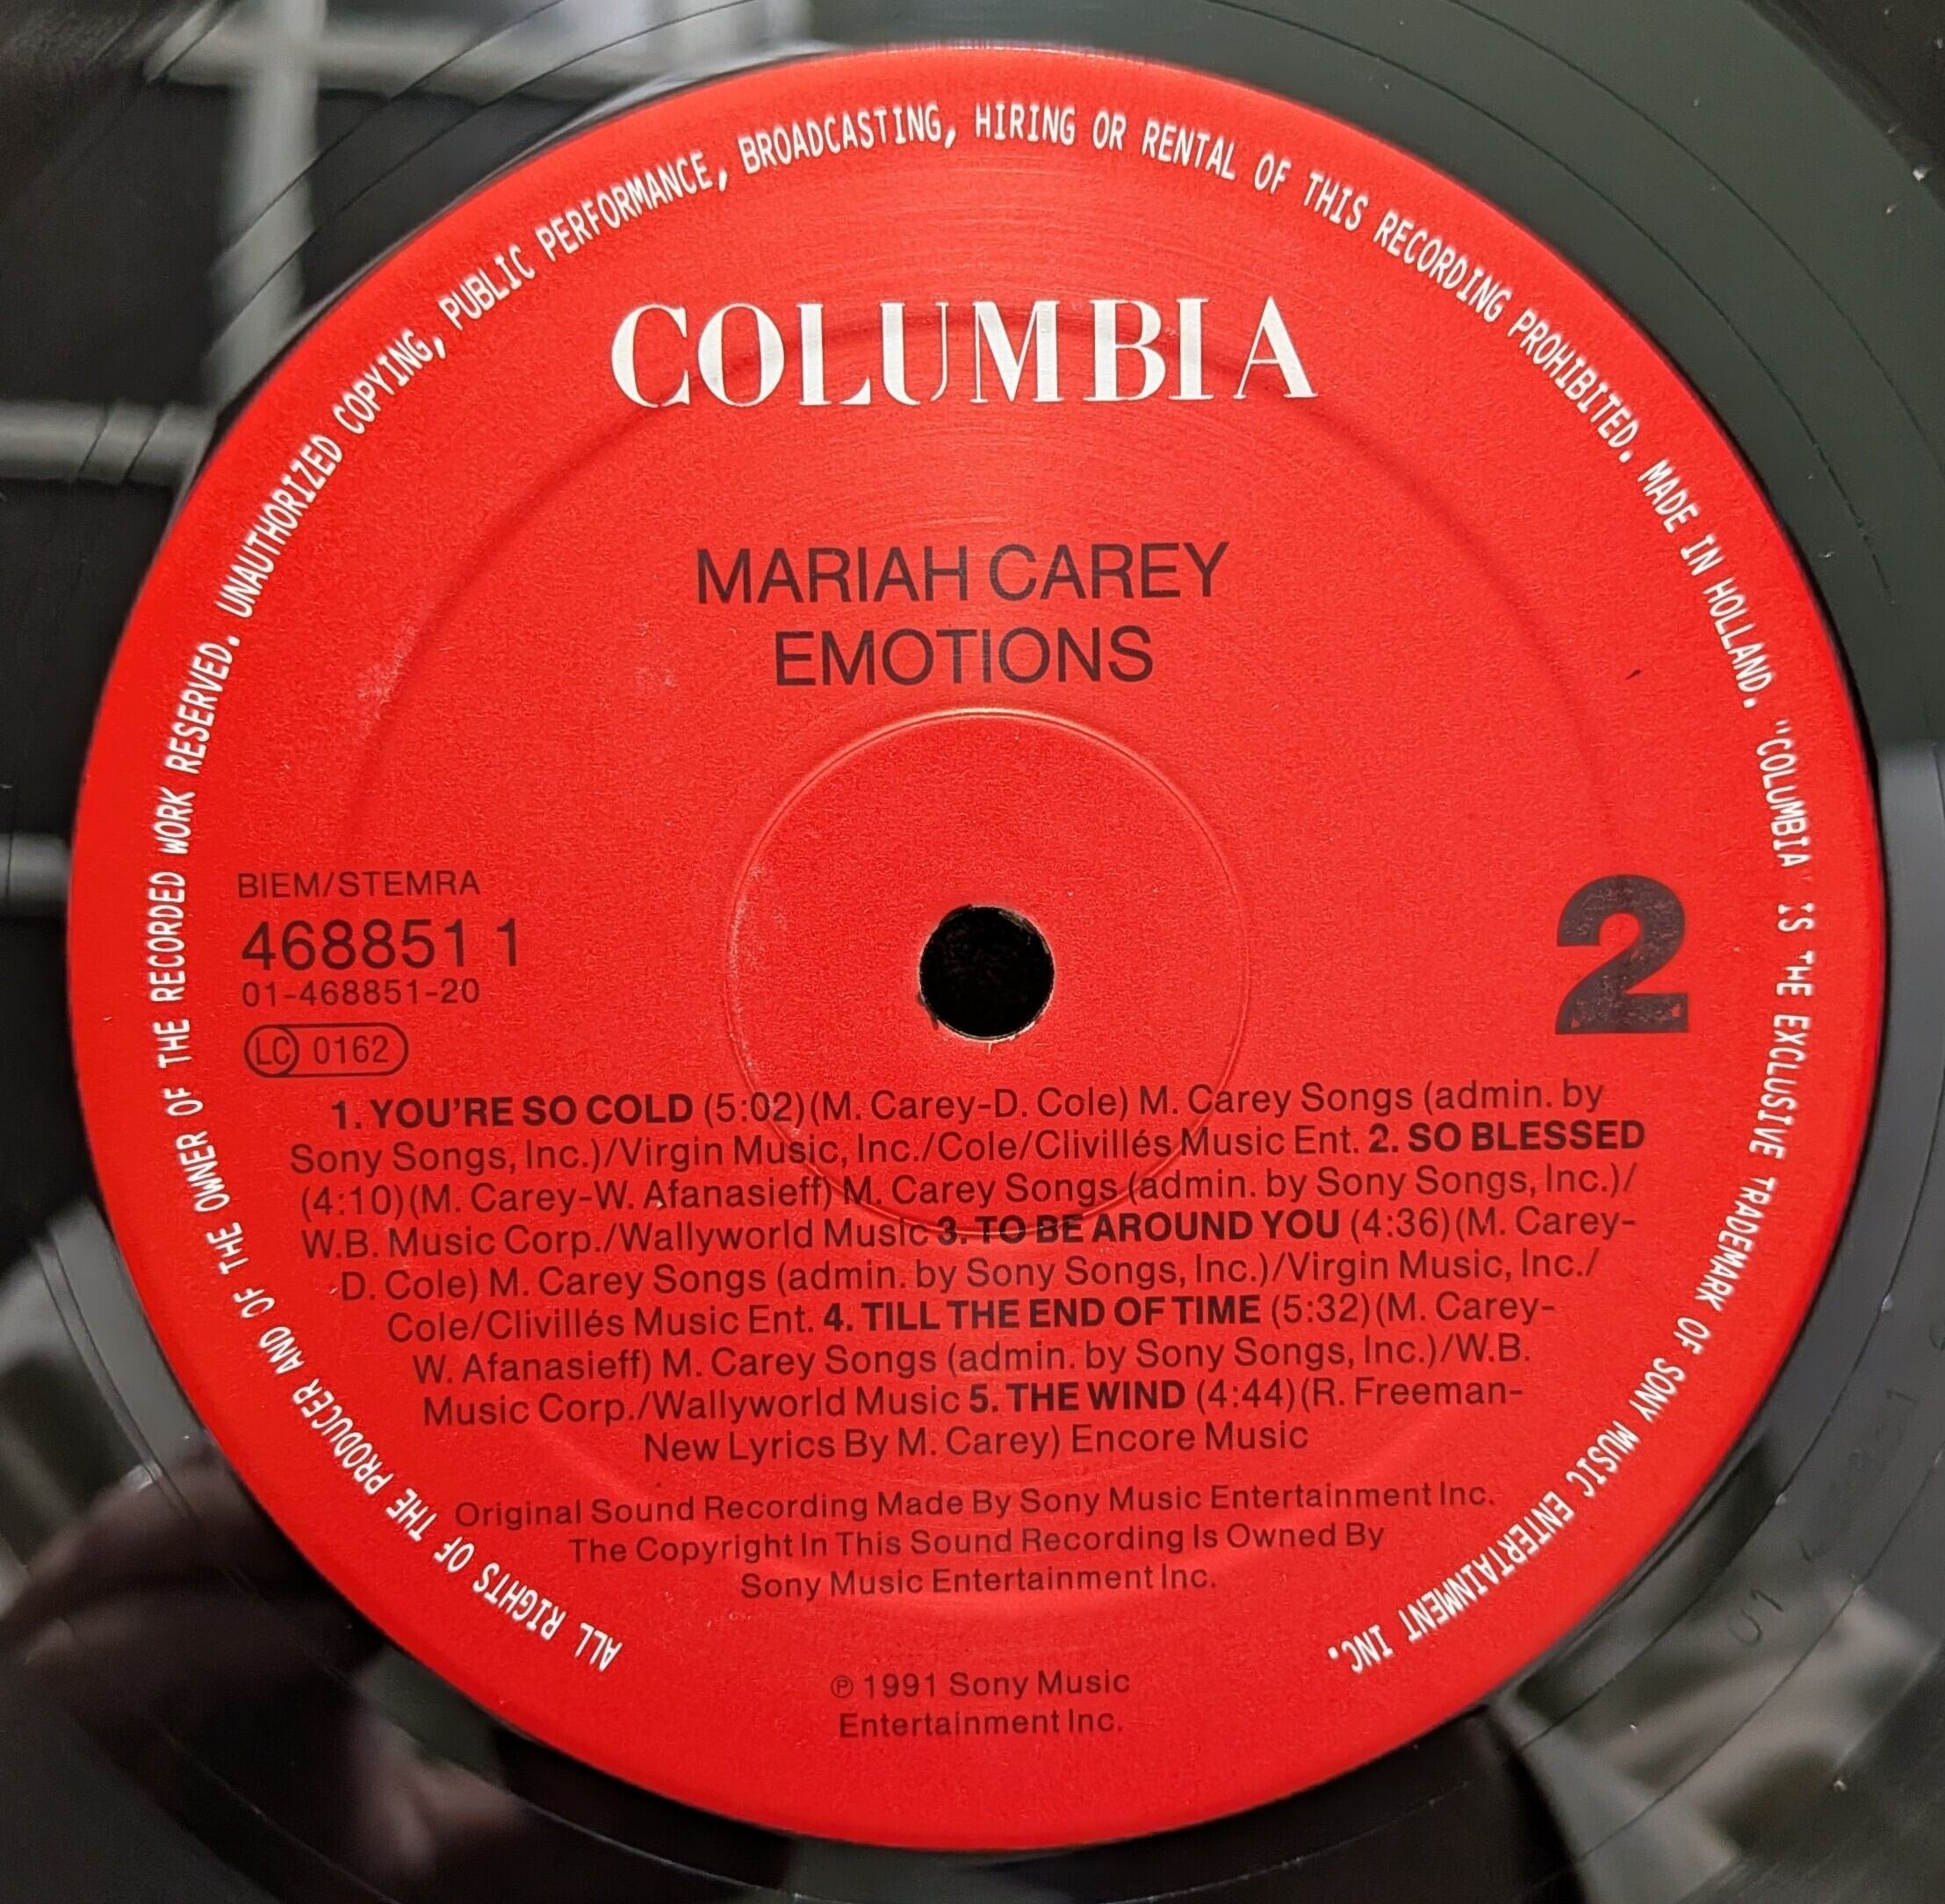 ALL RIGHTS OF THE PRODUCER AND OF THE OWNER OF THE RECORDED WORK RESERVED. UNAUTHORIZED COPYING, PUBLIC PERFORMANCE, BROADCASTING, HIRING OR RENTAL OF THIS RECORDING PROHIBITED. MADE IN HOLLAND. "COLUMBIA" IS THE EXCLUSIVE TRADEMARK OF SONY MUSIC ENTERTAINMENT INC.
COLUMBIA
MARIAH CAREY
EMOTIONS
BIEM/STEMRA
468851 1
01-468851-20
LC 0162
2
1. YOU'RE SO COLD (5:02)(M. Carey-D. Cole) M. Carey Songs (admin. by
Sony Songs, Inc.)/Virgin Music, Inc./Cole/Clivillés Music Ent. 2. SO BLESSED
(4:10)(M. Carey-W. Afanasieff) M. Carey Songs (admin. by Sony Songs, Inc.)/
W.B. Music Corp./Wallyworld Music 3. TO BE AROUND YOU (4:36)(M. Carey-
D. Cole) M. Carey Songs (admin. by Sony Songs, Inc.)/Virgin Music, Inc./
Cole/Clivillés Music Ent. 4. TILL THE END OF TIME (5:32)(M. Carey-
W. Afanasieff) M. Carey Songs (admin. by Sony Songs, Inc.)/W.B.
Music Corp./Wallyworld Music 5. THE WIND (4:44)(R. Freeman-
New Lyrics By M. Carey) Encore Music
Original Sound Recording Made By Sony Music Entertainment Inc.
The Copyright In This Sound Recording Is Owned By
Sony Music Entertainment Inc.
℗ 1991 Sony Music
Entertainment Inc.